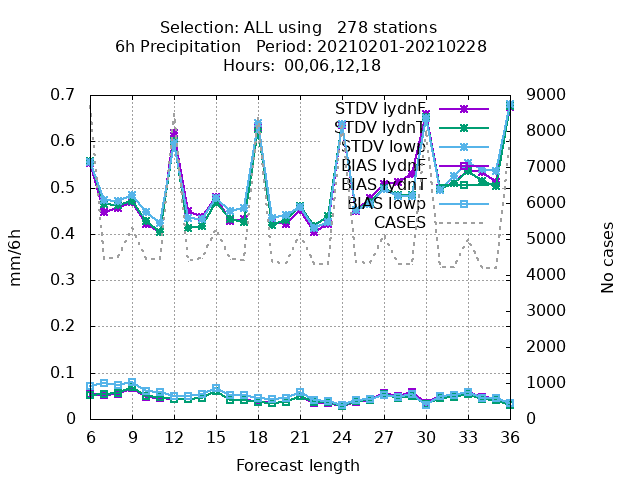 Selection: ALL using   278 stations
6h Precipitation   Period: 20210201-20210228
Hours:  00,06,12,18
0.7
0.6
0.5
0.4
0.3
0.2
0.1
0
mm/6h
9000
8000
7000
6000
5000
4000
3000
2000
1000
0
No cases
STDV lydnF
STDV lydnT
STDV lowp
BIAS lydnF
BIAS lydnT
BIAS lowp
CASES
6 9 12 15 18 21 24 27 30 33 36
Forecast length